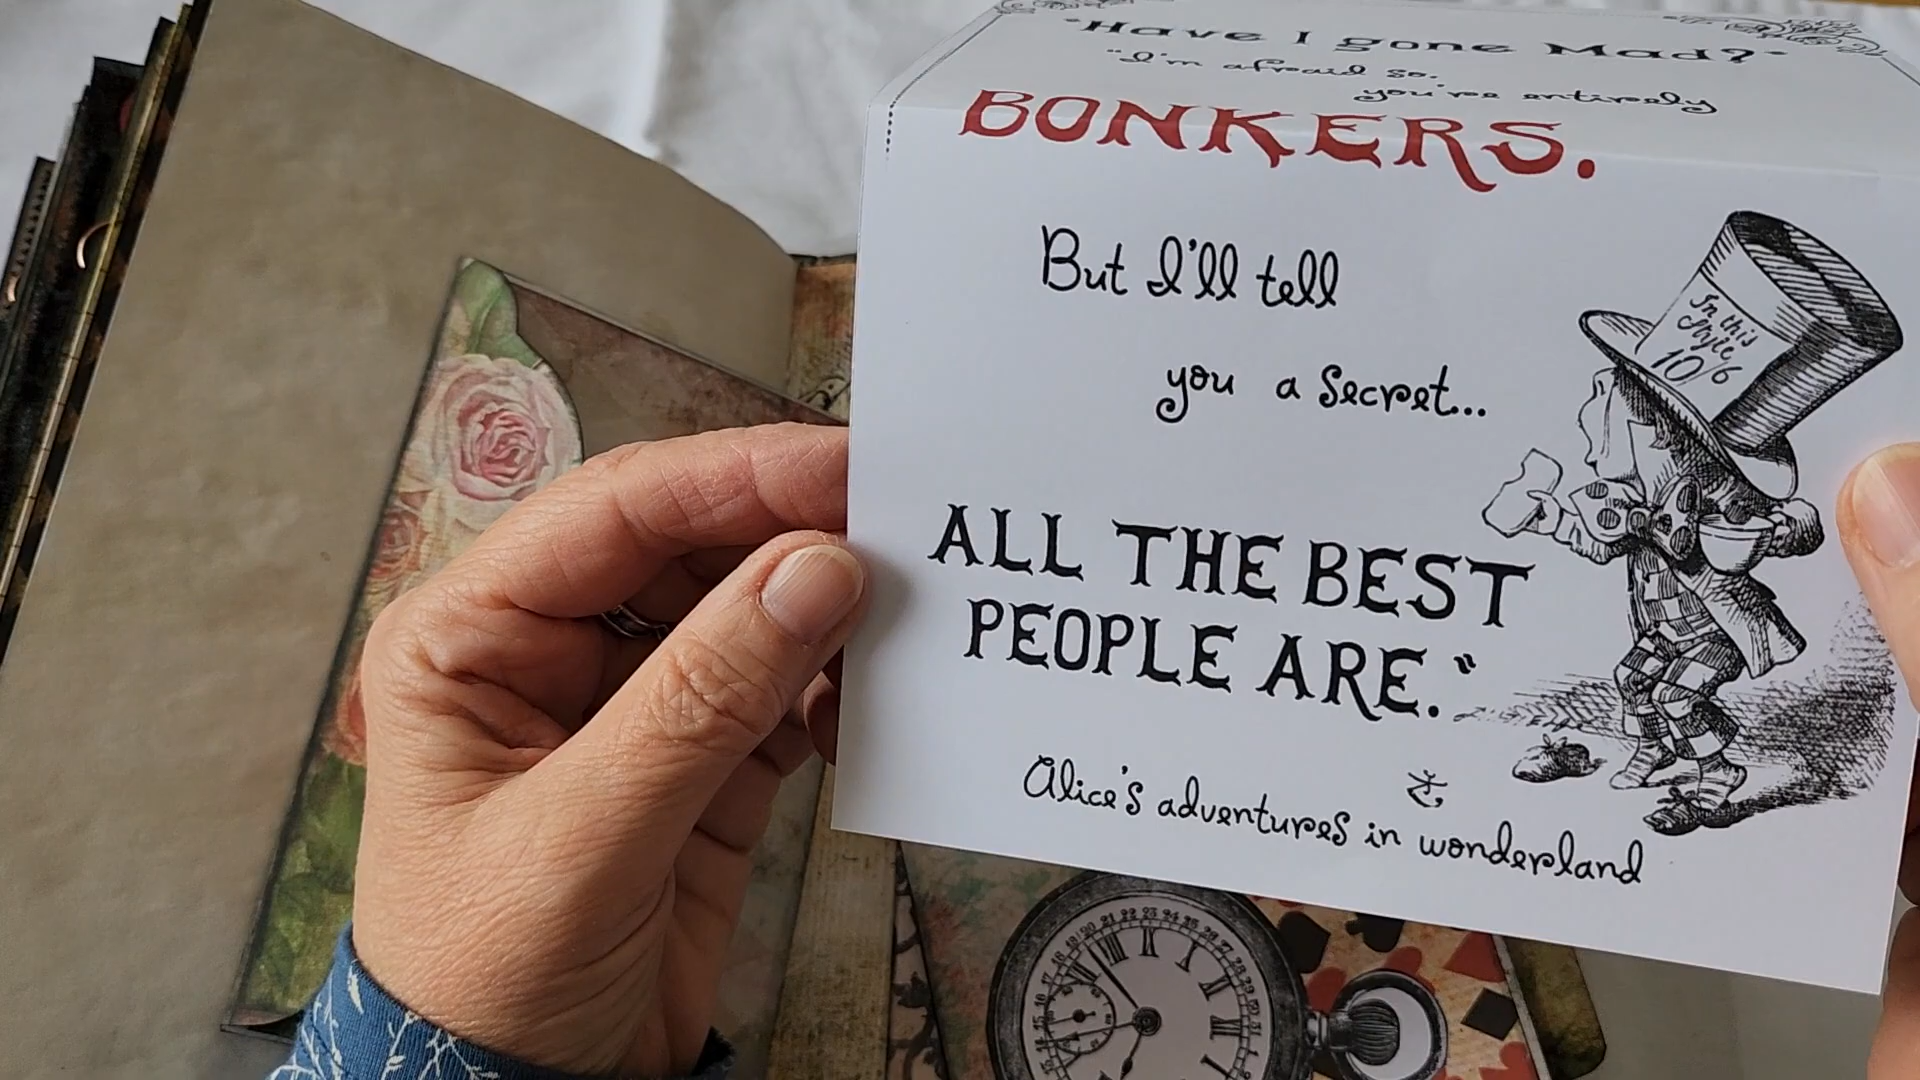 "Have I gone Mad?"
"I'm afraid so.
you're entirely
BONKERS.
But I'll tell
you a secret...
ALL THE BEST
PEOPLE ARE."
Alice's adventures in wonderland
In this
Style
10/6